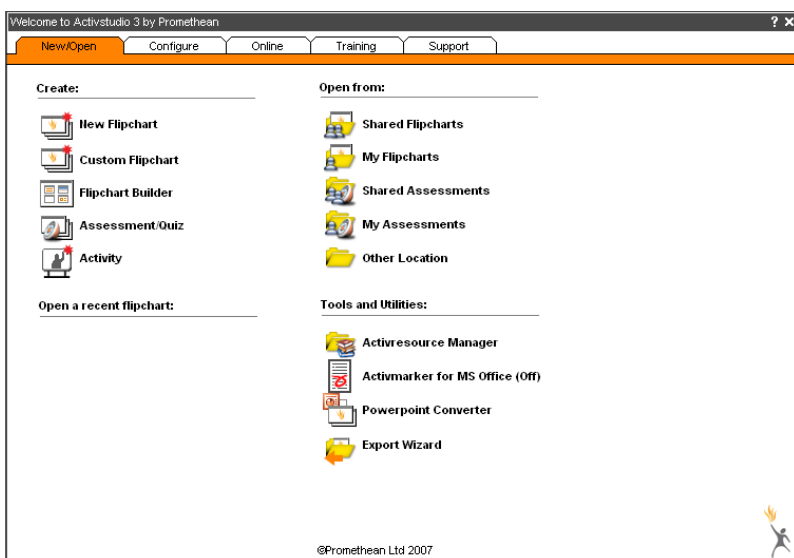 Welcome to Activstudio 3 by Promethean
? X
New/Open Configure Online Training Support
Create:
New Flipchart
Custom Flipchart
Flipchart Builder
Assessment/Quiz
Activity
Open a recent flipchart:
Open from:
Shared Flipcharts
My Flipcharts
Shared Assessments
My Assessments
Other Location
Tools and Utilities:
Activresource Manager
Activmarker for MS Office (Off)
Powerpoint Converter
Export Wizard
©Promethean Ltd 2007